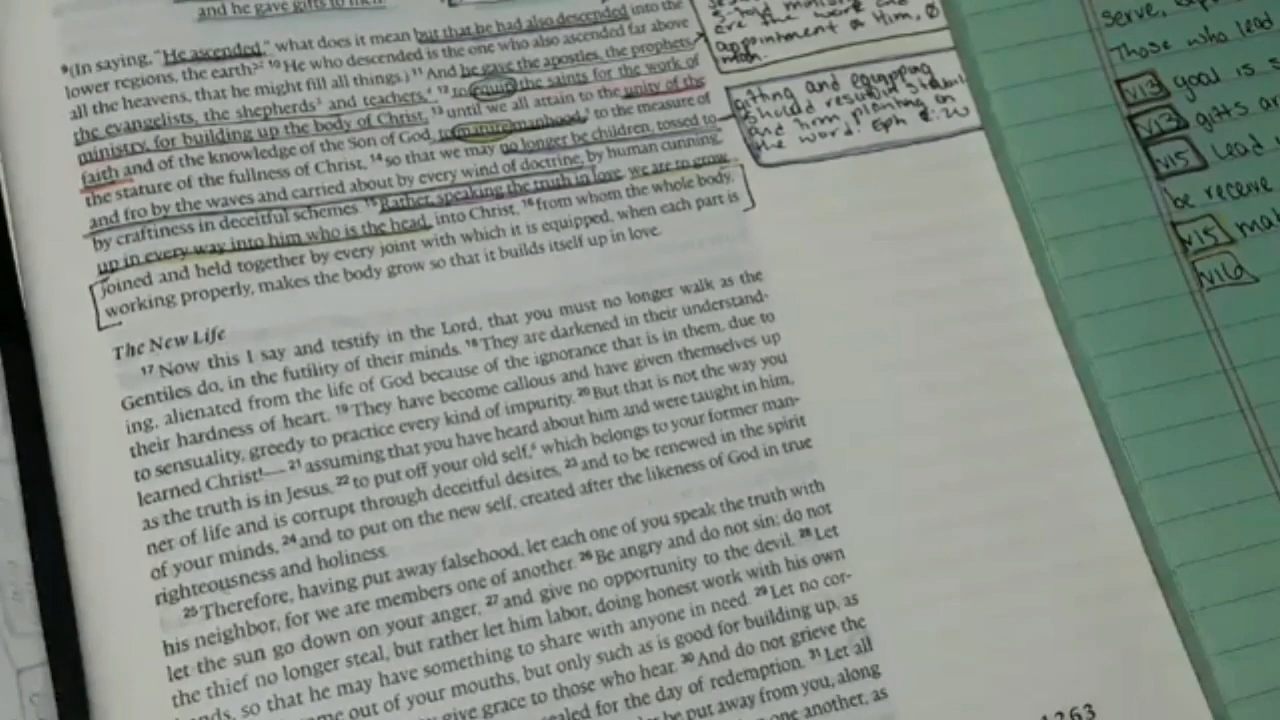 and he gave gifts to men.
⁹(In saying, "He ascended," what does it mean but that he had also descended into the
lower regions, the earth? ¹⁰ He who descended is the one who also ascended far above
all the heavens, that he might fill all things.) ¹¹ And he gave the apostles, the prophets,
the evangelists, the shepherds and teachers, ¹² to equip the saints for the work of
ministry, for building up the body of Christ, ¹³ until we all attain to the unity of the
faith and of the knowledge of the Son of God, to mature manhood, to the measure of
the stature of the fullness of Christ, ¹⁴ so that we may no longer be children, tossed to
and fro by the waves and carried about by every wind of doctrine, by human cunning,
by craftiness in deceitful schemes. ¹⁵ Rather, speaking the truth in love, we are to grow
up in every way into him who is the head, into Christ, ¹⁶ from whom the whole body,
joined and held together by every joint with which it is equipped, when each part is
working properly, makes the body grow so that it builds itself up in love.
The New Life
¹⁷ Now this I say and testify in the Lord, that you must no longer walk as the
Gentiles do, in the futility of their minds. ¹⁸ They are darkened in their understand-
ing, alienated from the life of God because of the ignorance that is in them, due to
their hardness of heart. ¹⁹ They have become callous and have given themselves up
to sensuality, greedy to practice every kind of impurity. ²⁰ But that is not the way you
learned Christ!— ²¹ assuming that you have heard about him and were taught in him,
as the truth is in Jesus, ²² to put off your old self, which belongs to your former man-
ner of life and is corrupt through deceitful desires, ²³ and to be renewed in the spirit
of your minds, ²⁴ and to put on the new self, created after the likeness of God in true
righteousness and holiness.
²⁵ Therefore, having put away falsehood, let each one of you speak the truth with
his neighbor, for we are members one of another. ²⁶ Be angry and do not sin; do not
let the sun go down on your anger, ²⁷ and give no opportunity to the devil. ²⁸ Let
the thief no longer steal, but rather let him labor, doing honest work with his own
hands, so that he may have something to share with anyone in need. ²⁹ Let no cor-
out of your mouths, but only such as is good for building up, as
give grace to those who hear. ³⁰ And do not grieve the
sealed for the day of redemption. ³¹ Let all
be put away from you, along
one another, as
1263
are the work and
appointment of Him,
man.
gifting and equipping
should result in
and him planting in
the word! Eph 2:20
serve,
Those who lead
v13 goal is
v13 gifts
v15 lead
be receive
v15
v16